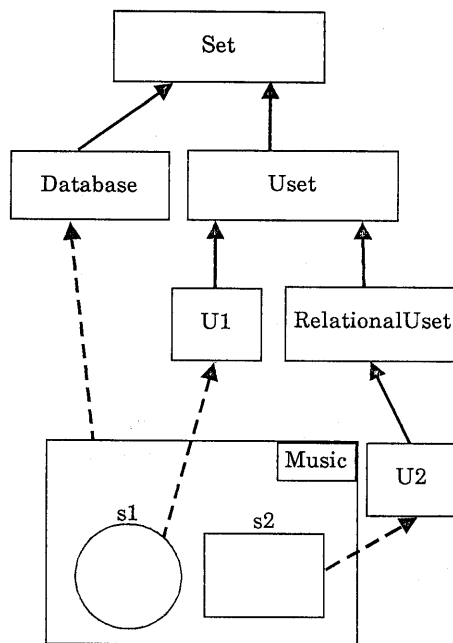 Set
Database
Uset
U1
RelationalUset
Music
U2
s1
s2